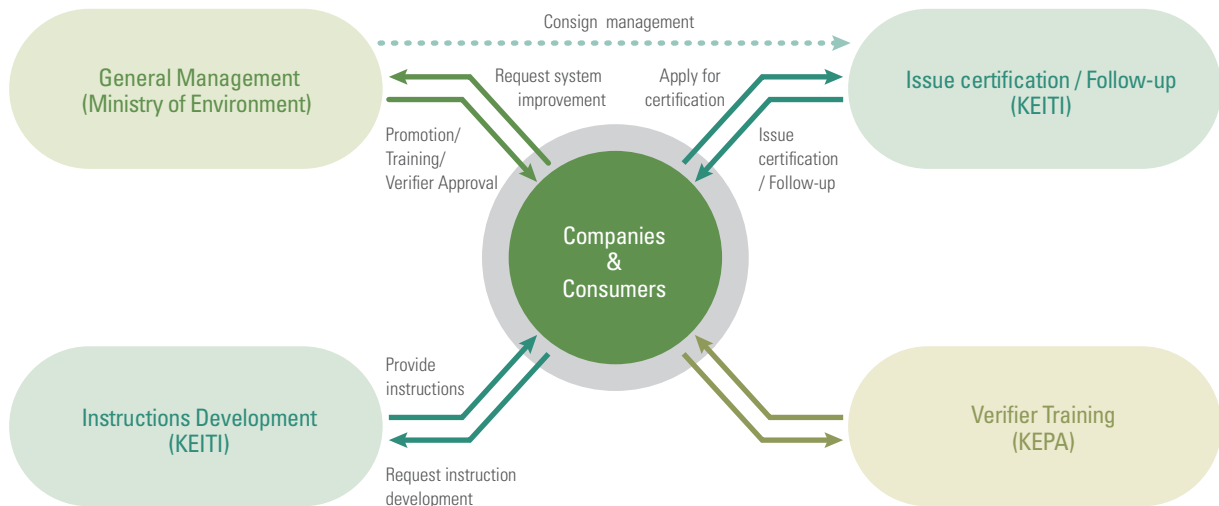 Consign management
General Management
(Ministry of Environment)
Request system
improvement
Apply for
certification
Issue certification / Follow-up
(KEITI)
Promotion/
Training/
Verifier Approval
Issue
certification
/ Follow-up
Companies
&
Consumers
Provide
instructions
Instructions Development
(KEITI)
Verifier Training
(KEPA)
Request instruction
development